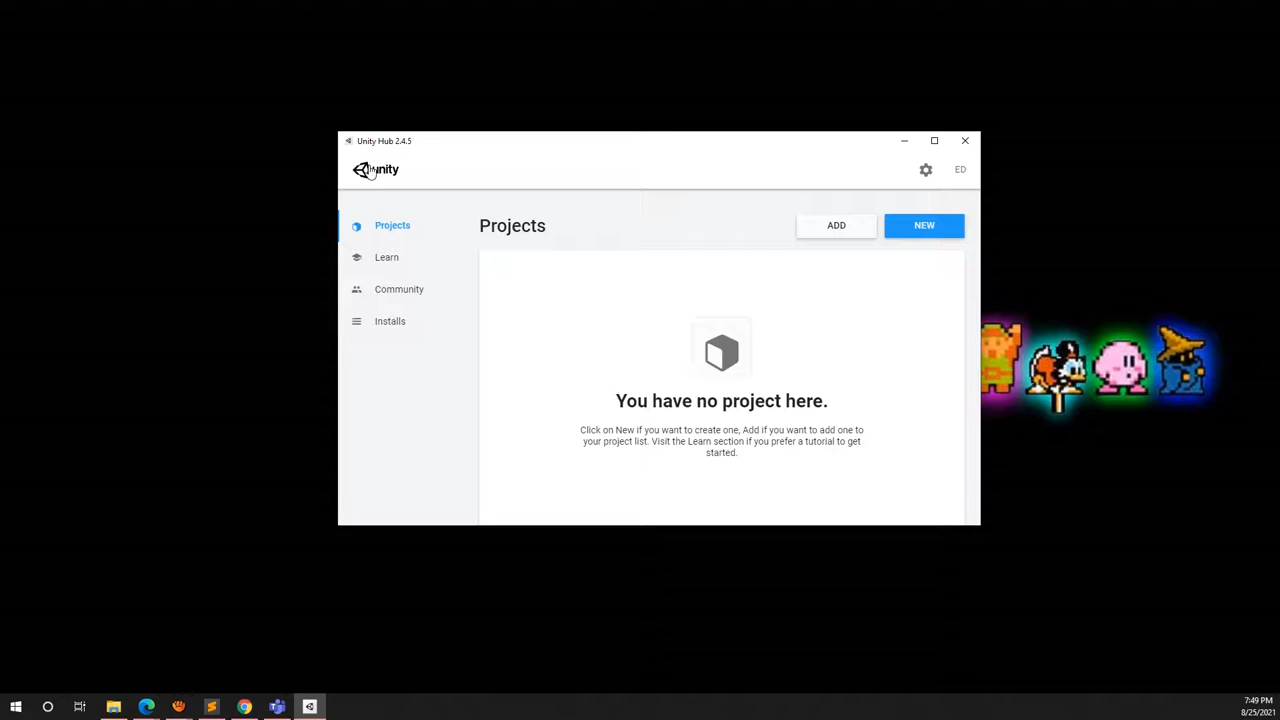 Unity Hub 2.4.5
unity
ED
Projects
Learn
Community
Installs
Projects
ADD
NEW
You have no project here.
Click on New if you want to create one, Add if you want to add one to
your project list. Visit the Learn section if you prefer a tutorial to get
started.
7:49 PM
8/25/2021